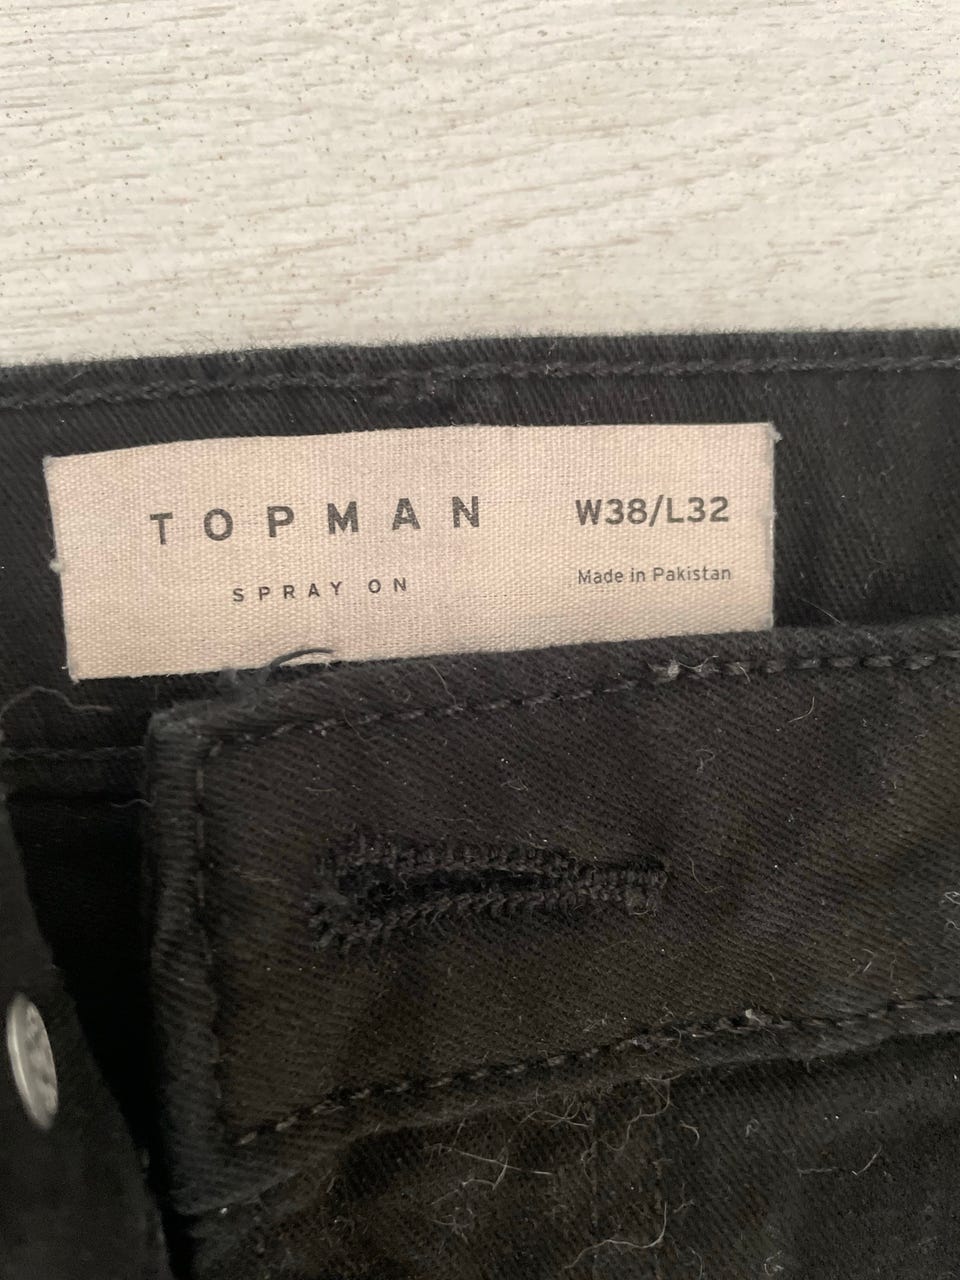 TOPMAN
SPRAY ON
W38/L32
Made in Pakistan